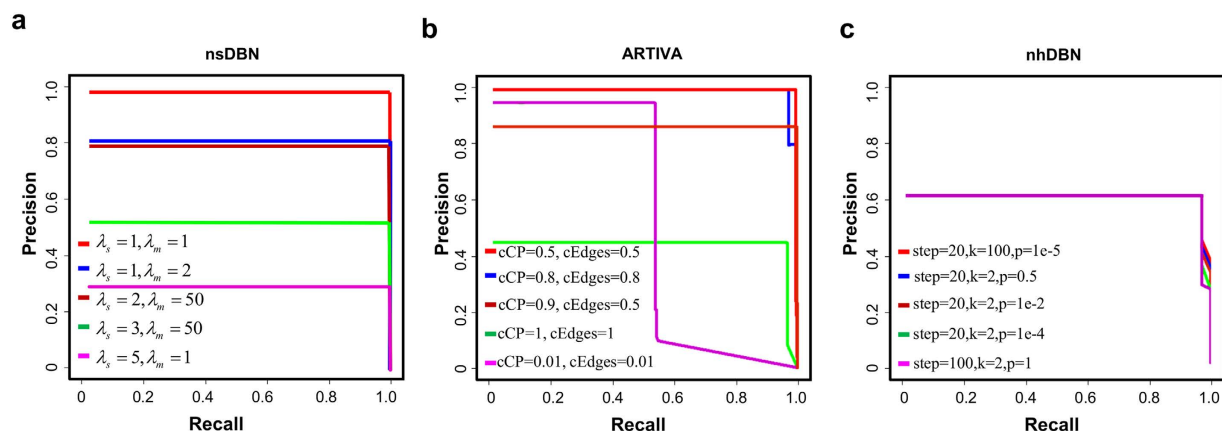 a
nsDBN
Precision
1.0
0.8
0.6
0.4
0.2
0
λs = 1, λm = 1
λs = 1, λm = 2
λs = 2, λm = 50
λs = 3, λm = 50
λs = 5, λm = 1
0 0.2 0.4 0.6 0.8 1.0
Recall
b
ARTIVA
Precision
1.0
0.8
0.6
0.4
0.2
0
cCP=0.5, cEdges=0.5
cCP=0.8, cEdges=0.8
cCP=0.9, cEdges=0.5
cCP=1, cEdges=1
cCP=0.01, cEdges=0.01
0 0.2 0.4 0.6 0.8 1.0
Recall
c
nhDBN
Precision
1.0
0.8
0.6
0.4
0.2
0
step=20,k=100,p=1e-5
step=20,k=2,p=0.5
step=20,k=2,p=1e-2
step=20,k=2,p=1e-4
step=100,k=2,p=1
0 0.2 0.4 0.6 0.8 1.0
Recall